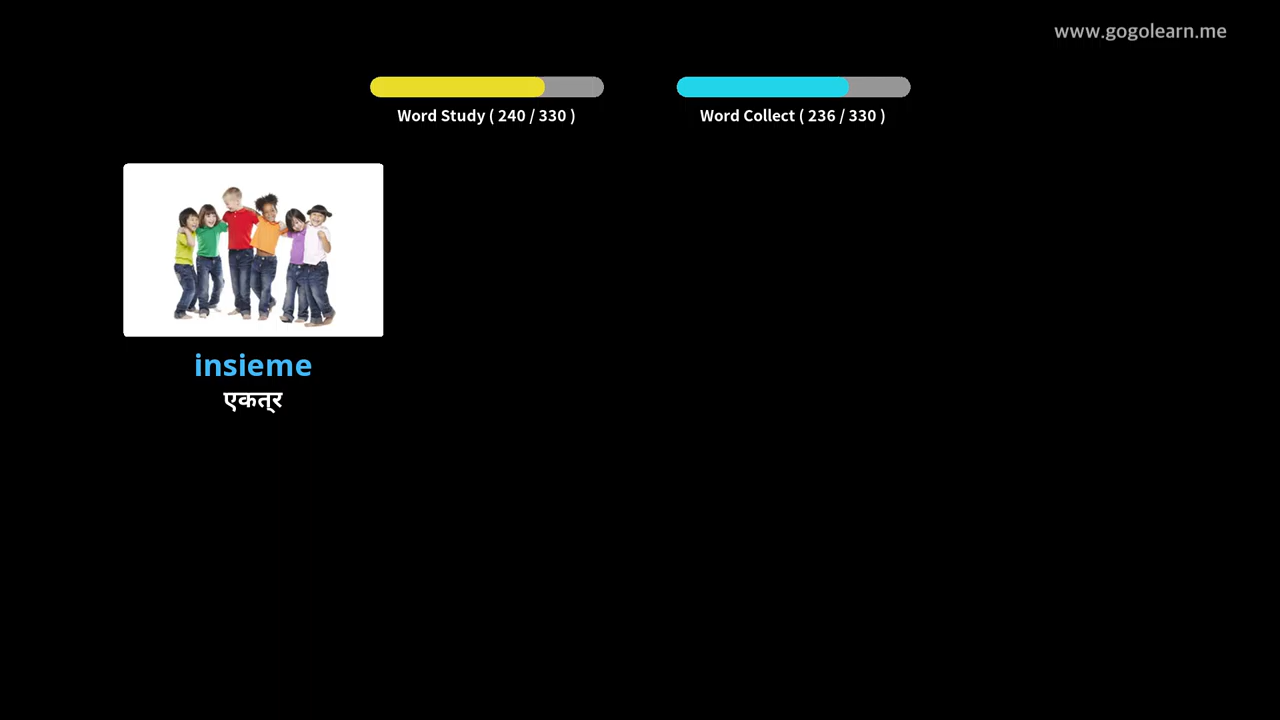 www.gogolearn.me
Word Study ( 240 / 330 )
Word Collect ( 236 / 330 )
insieme
एकत्र